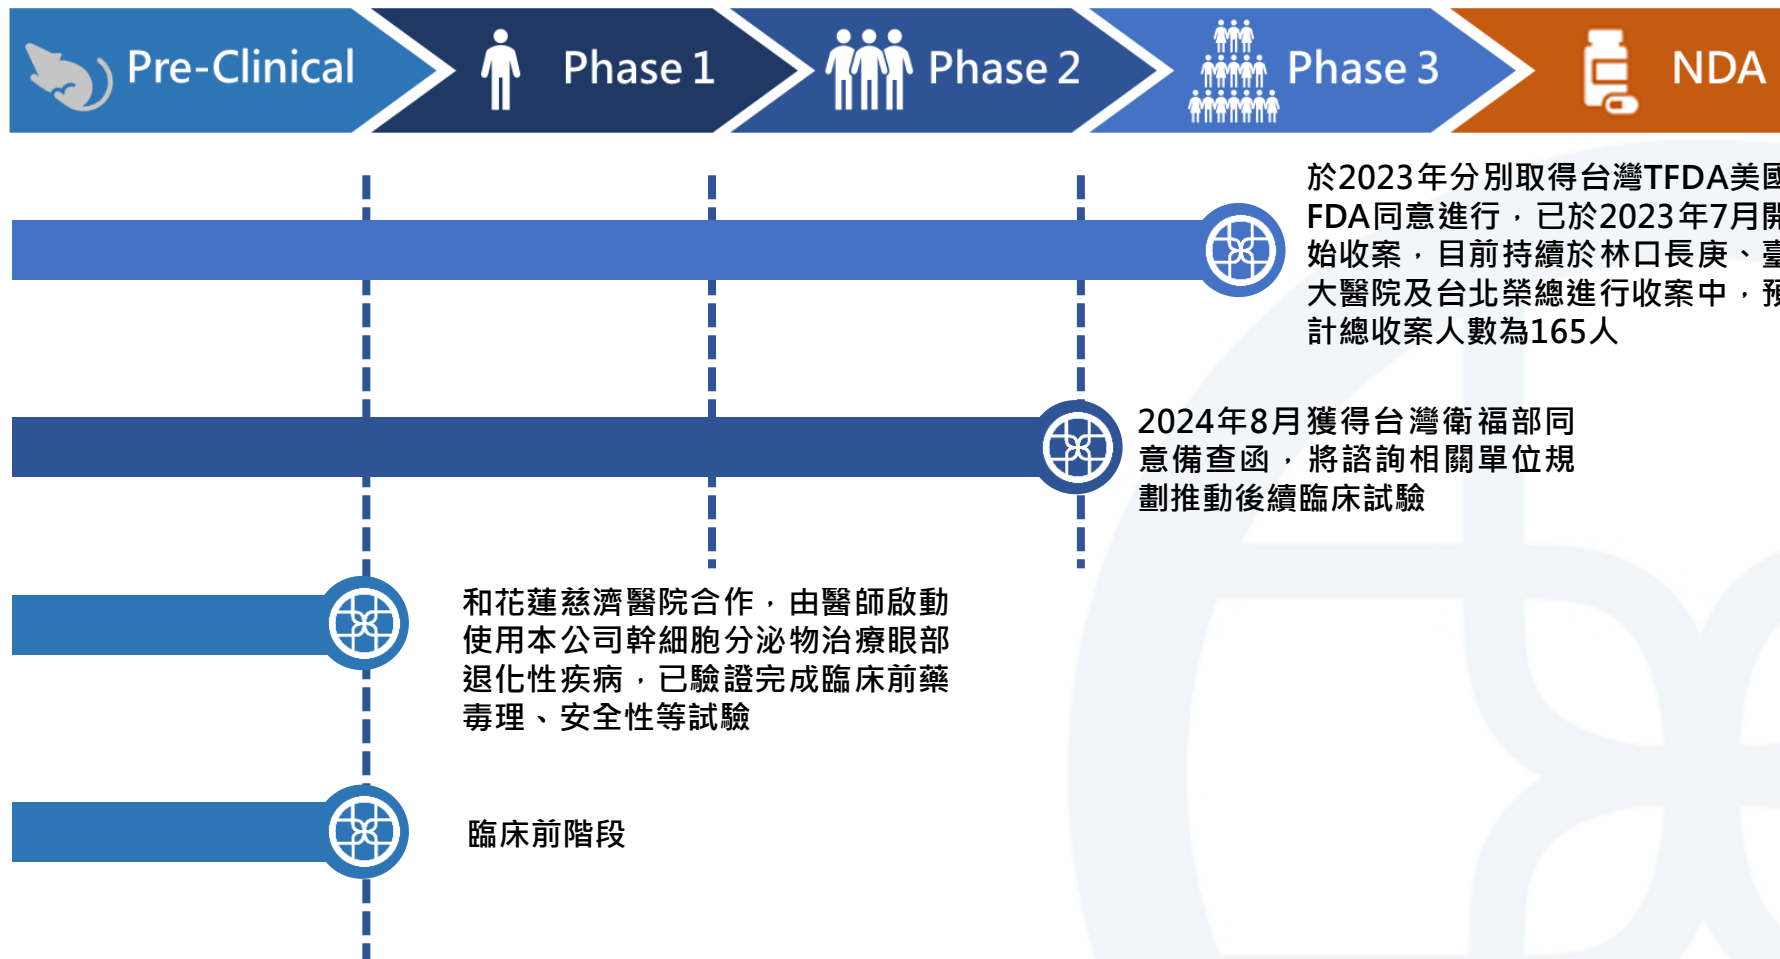 Pre-Clinical
Phase 1
Phase 2
Phase 3
NDA
於2023年分別取得台灣TFDA美國
FDA同意進行，已於2023年7月開
始收案，目前持續於林口長庚、臺
大醫院及台北榮總進行收案中，預
計總收案人數為165人
2024年8月獲得台灣衛福部同
意備查函，將諮詢相關單位規
劃推動後續臨床試驗
和花蓮慈濟醫院合作，由醫師啟動
使用本公司幹細胞分泌物治療眼部
退化性疾病，已驗證完成臨床前藥
毒理、安全性等試驗
臨床前階段